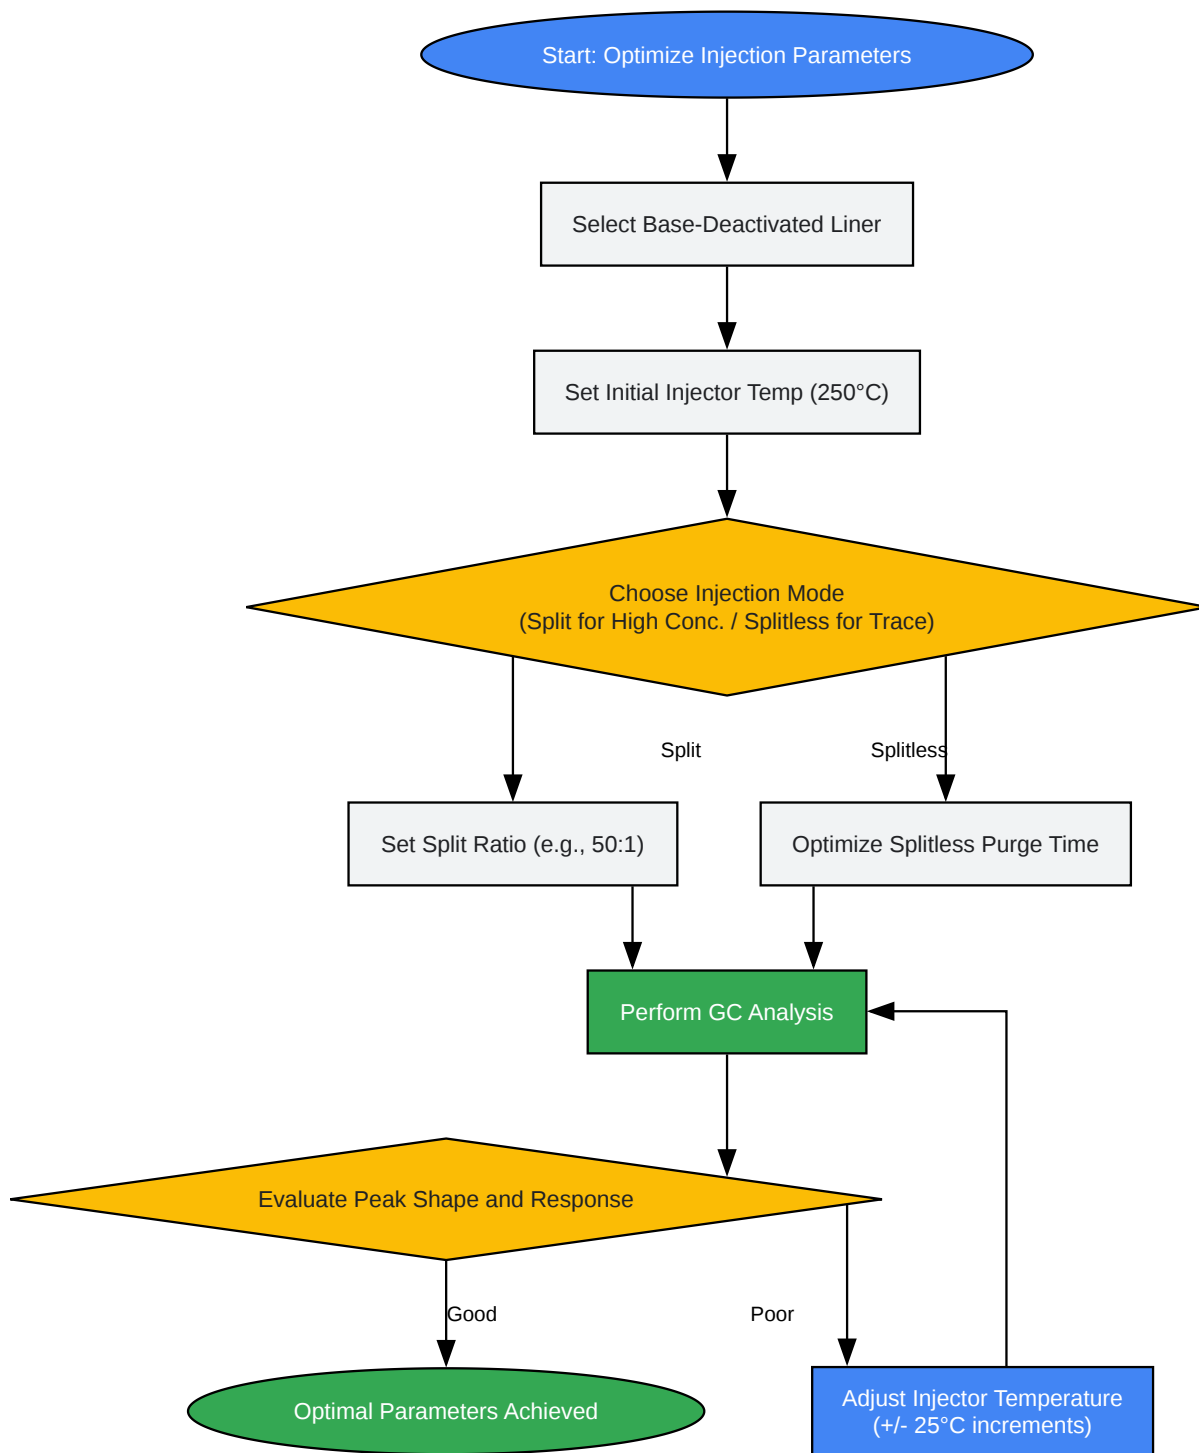 Start: Optimize Injection Parameters
Select Base-Deactivated Liner
Set Initial Injector Temp (250°C)
Choose Injection Mode
(Split for High Conc. / Splitless for Trace)
Split
Splitless
Set Split Ratio (e.g., 50:1)
Optimize Splitless Purge Time
Perform GC Analysis
Evaluate Peak Shape and Response
Good
Poor
Optimal Parameters Achieved
Adjust Injector Temperature
(+/- 25°C increments)